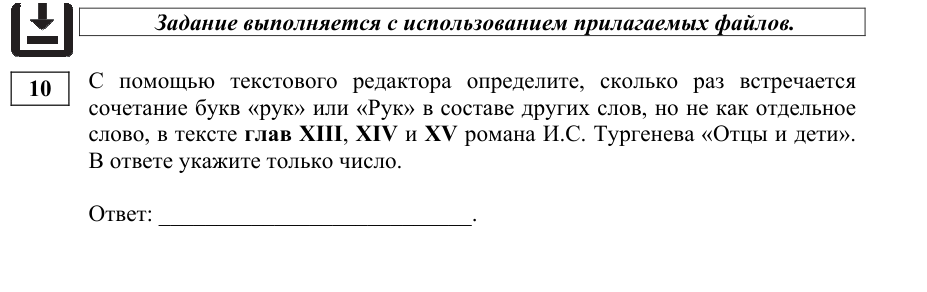 Задание выполняется с использованием прилагаемых файлов.
10
С помощью текстового редактора определите, сколько раз встречается
сочетание букв «рук» или «Рук» в составе других слов, но не как отдельное
слово, в тексте глав XIII, XIV и XV романа И.С. Тургенева «Отцы и дети».
В ответе укажите только число.
Ответ: ___________________________.